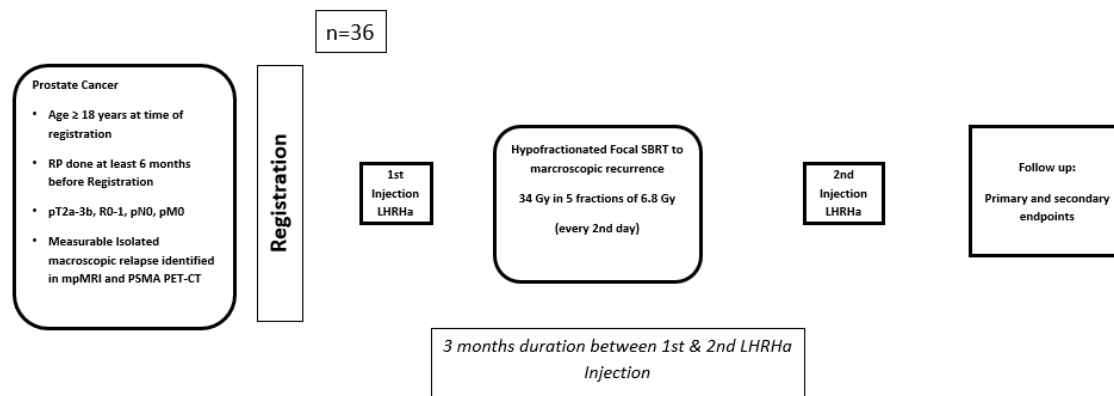 n=36
Prostate Cancer
• Age ≥ 18 years at time of
registration
• RP done at least 6 months
before Registration
• pT2a-3b, R0-1, pN0, pM0
• Measurable Isolated
macroscopic relapse identified
in mpMRI and PSMA PET-CT
Registration
1st
Injection
LHRHa
Hypofractionated Focal SBRT to
marcroscopic recurrence
34 Gy in 5 fractions of 6.8 Gy
(every 2nd day)
2nd
Injection
LHRHa
Follow up:
Primary and secondary
endpoints
3 months duration between 1st & 2nd LHRHa
Injection